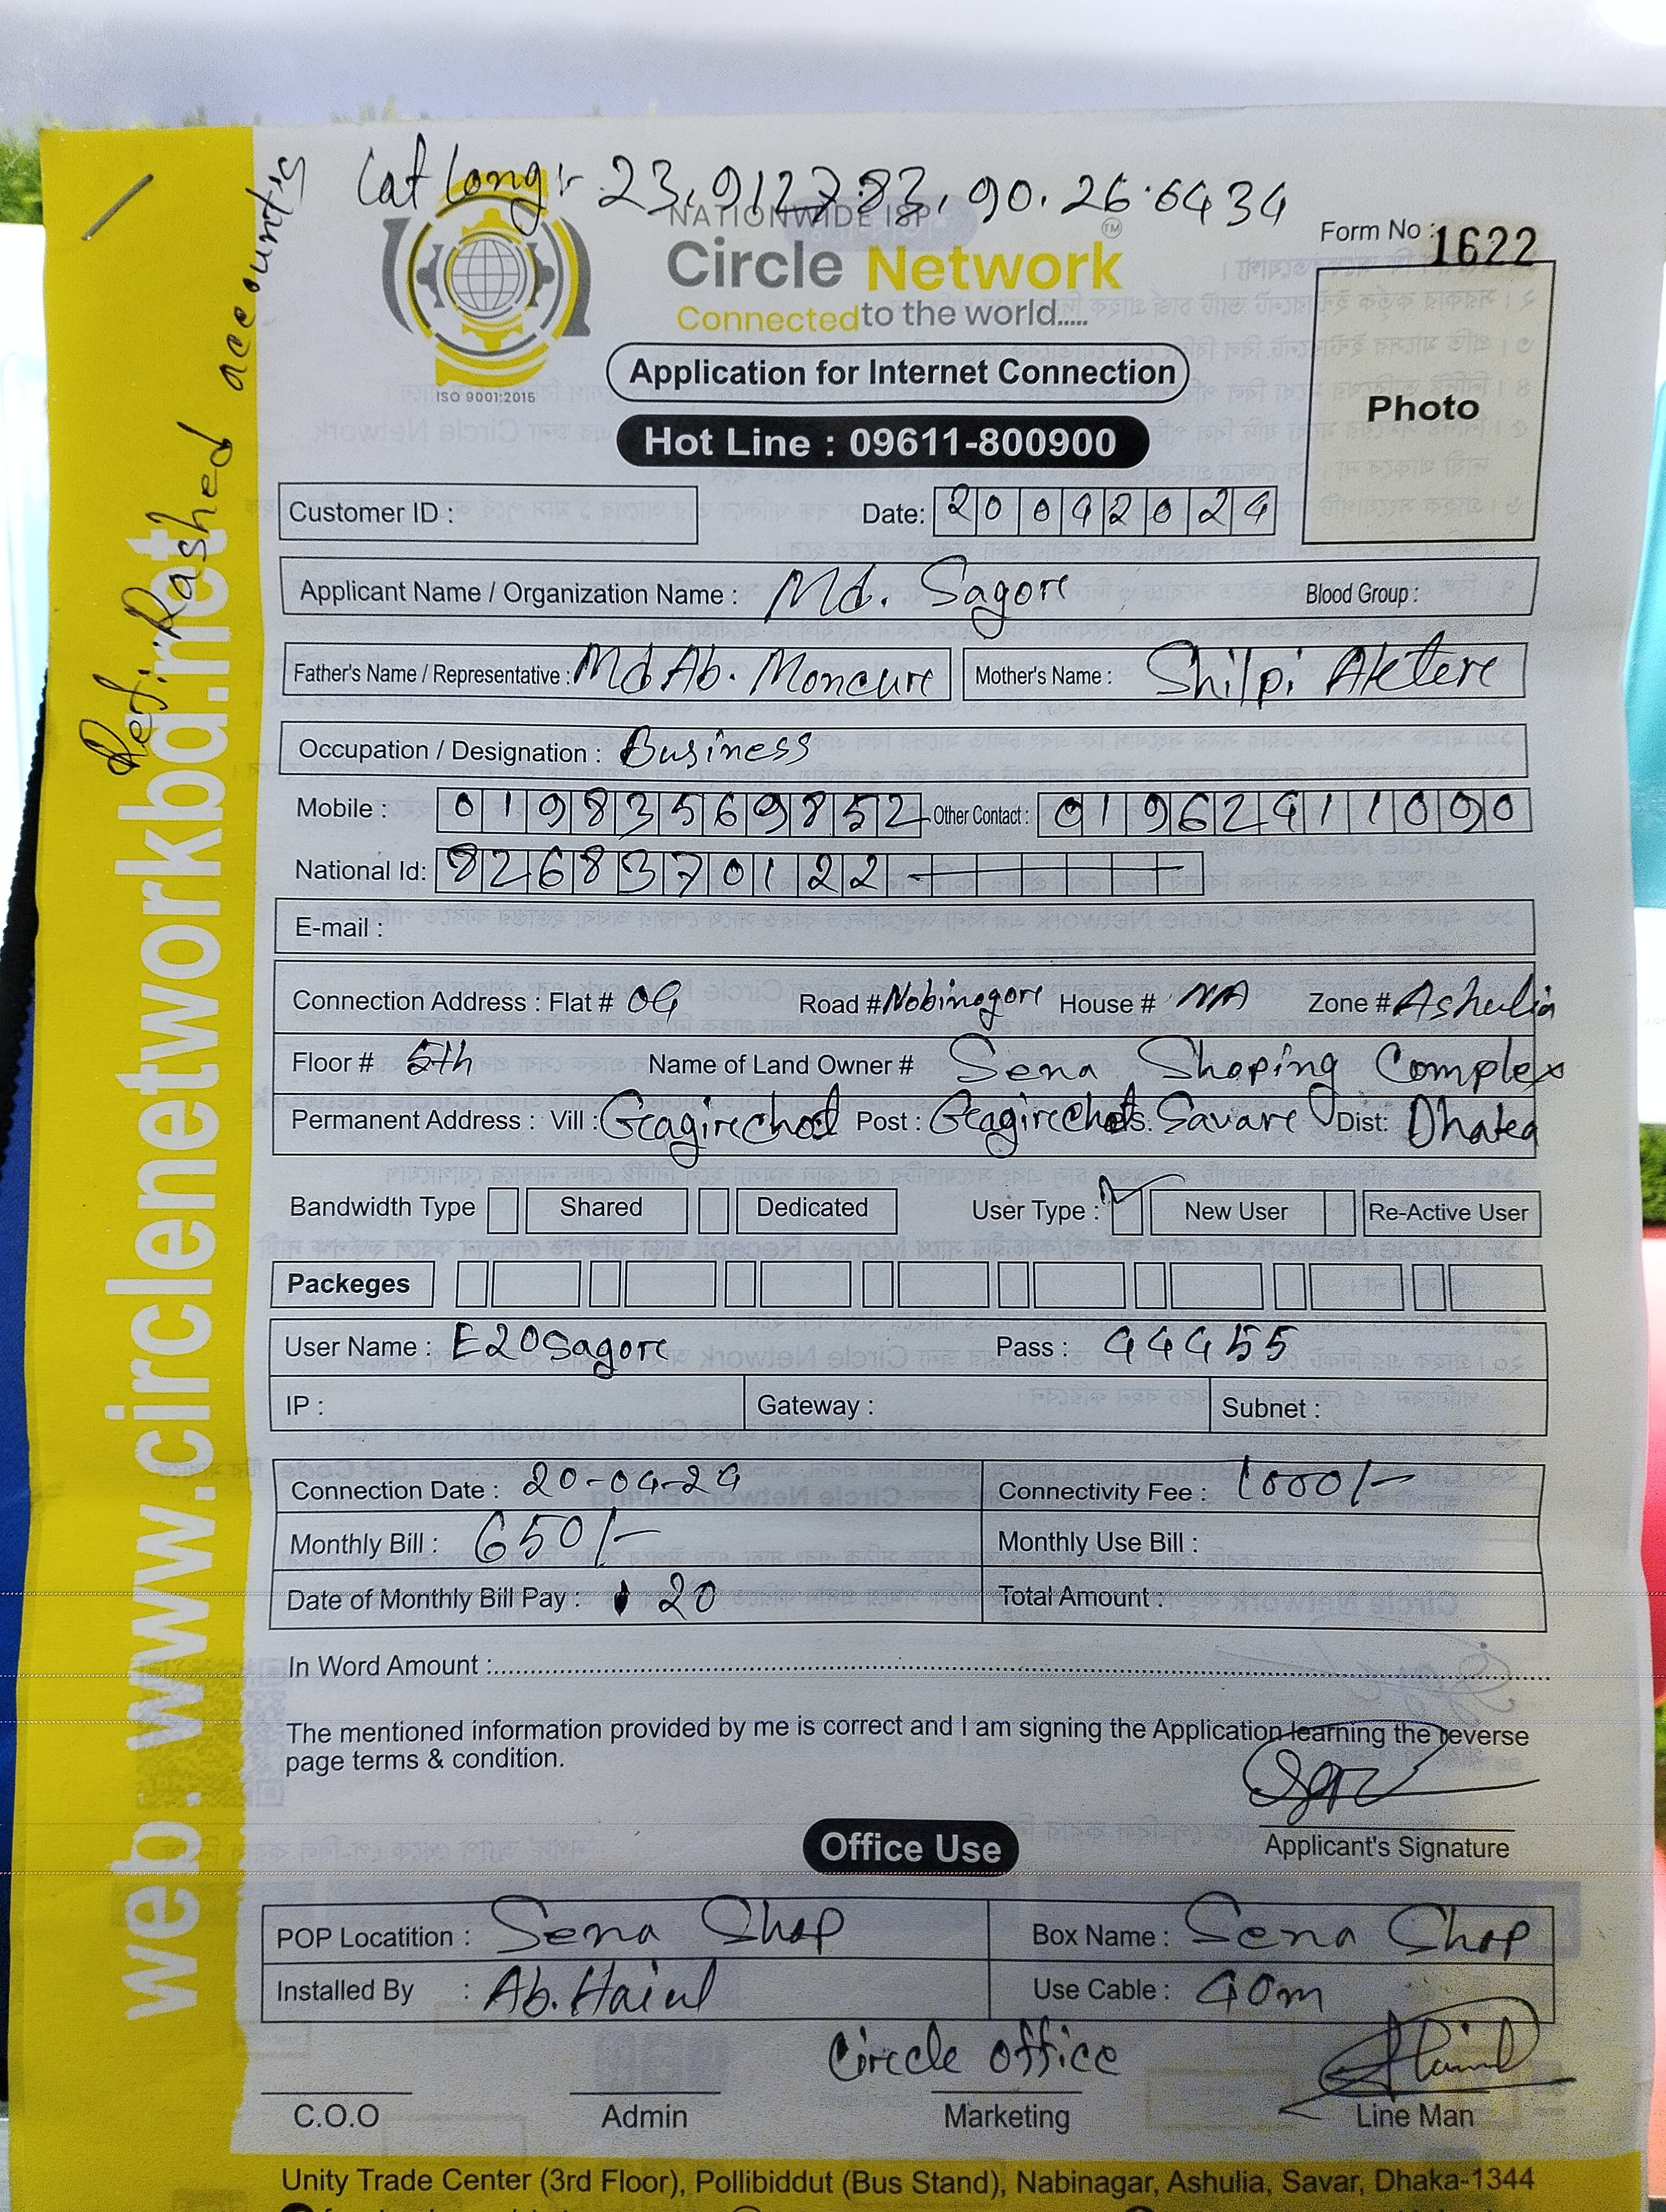 Lat Long:- 23.912783, 90.26.6434
NATIONWIDE ISP
Circle Network TM
Connected to the world.....
ISO 9001:2015
Form No : 1622
Photo
Application for Internet Connection
Hot Line : 09611-800900
Customer ID :
Date: 20042024
Applicant Name / Organization Name : Md. Sagore
Blood Group :
Father's Name / Representative : Md Ab. Moncure
Mother's Name : Shilpi Aktere
Occupation / Designation : Business
Mobile : 01983569852 Other Contact : 01962411090
National Id: 8268370122
E-mail :
Connection Address : Flat # 04 Road # Nobinogore House # NA Zone # Ashulia
Floor # 5th Name of Land Owner # Sena Shoping Complex
Permanent Address : Vill : Post : Savare Dist: Dhaka
Bandwidth Type Shared Dedicated User Type : New User Re-Active User
Packeges
User Name : E20Sagore Pass : 44455
IP : Gateway : Subnet :
Connection Date : 20-04-24 Connectivity Fee : 1000/-
Monthly Bill : 650/- Monthly Use Bill :
Date of Monthly Bill Pay : 20 Total Amount :
In Word Amount :
The mentioned information provided by me is correct and I am signing the Application learning the reverse
page terms & condition.
Applicant's Signature
Office Use
POP Locatition : Sena Shop Box Name : Sena Shop
Installed By : Ab. Haiul Use Cable : 40m
Circcle office
C.O.O Admin Marketing Line Man
Unity Trade Center (3rd Floor), Pollibiddut (Bus Stand), Nabinagar, Ashulia, Savar, Dhaka-1344
web : www.circlenetworkbd.net
Ref: Rashed accounts